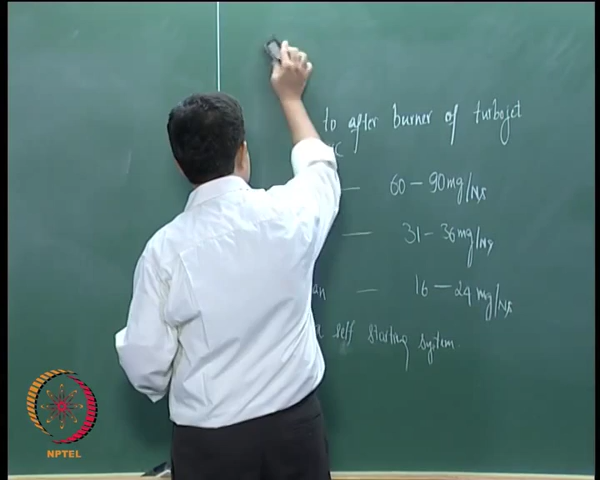 to after burner of turbojet
C
— 60 – 90 mg/NS
— 31 – 36 mg/NS
an — 16 – 24 mg/NS
self starting system
NPTEL